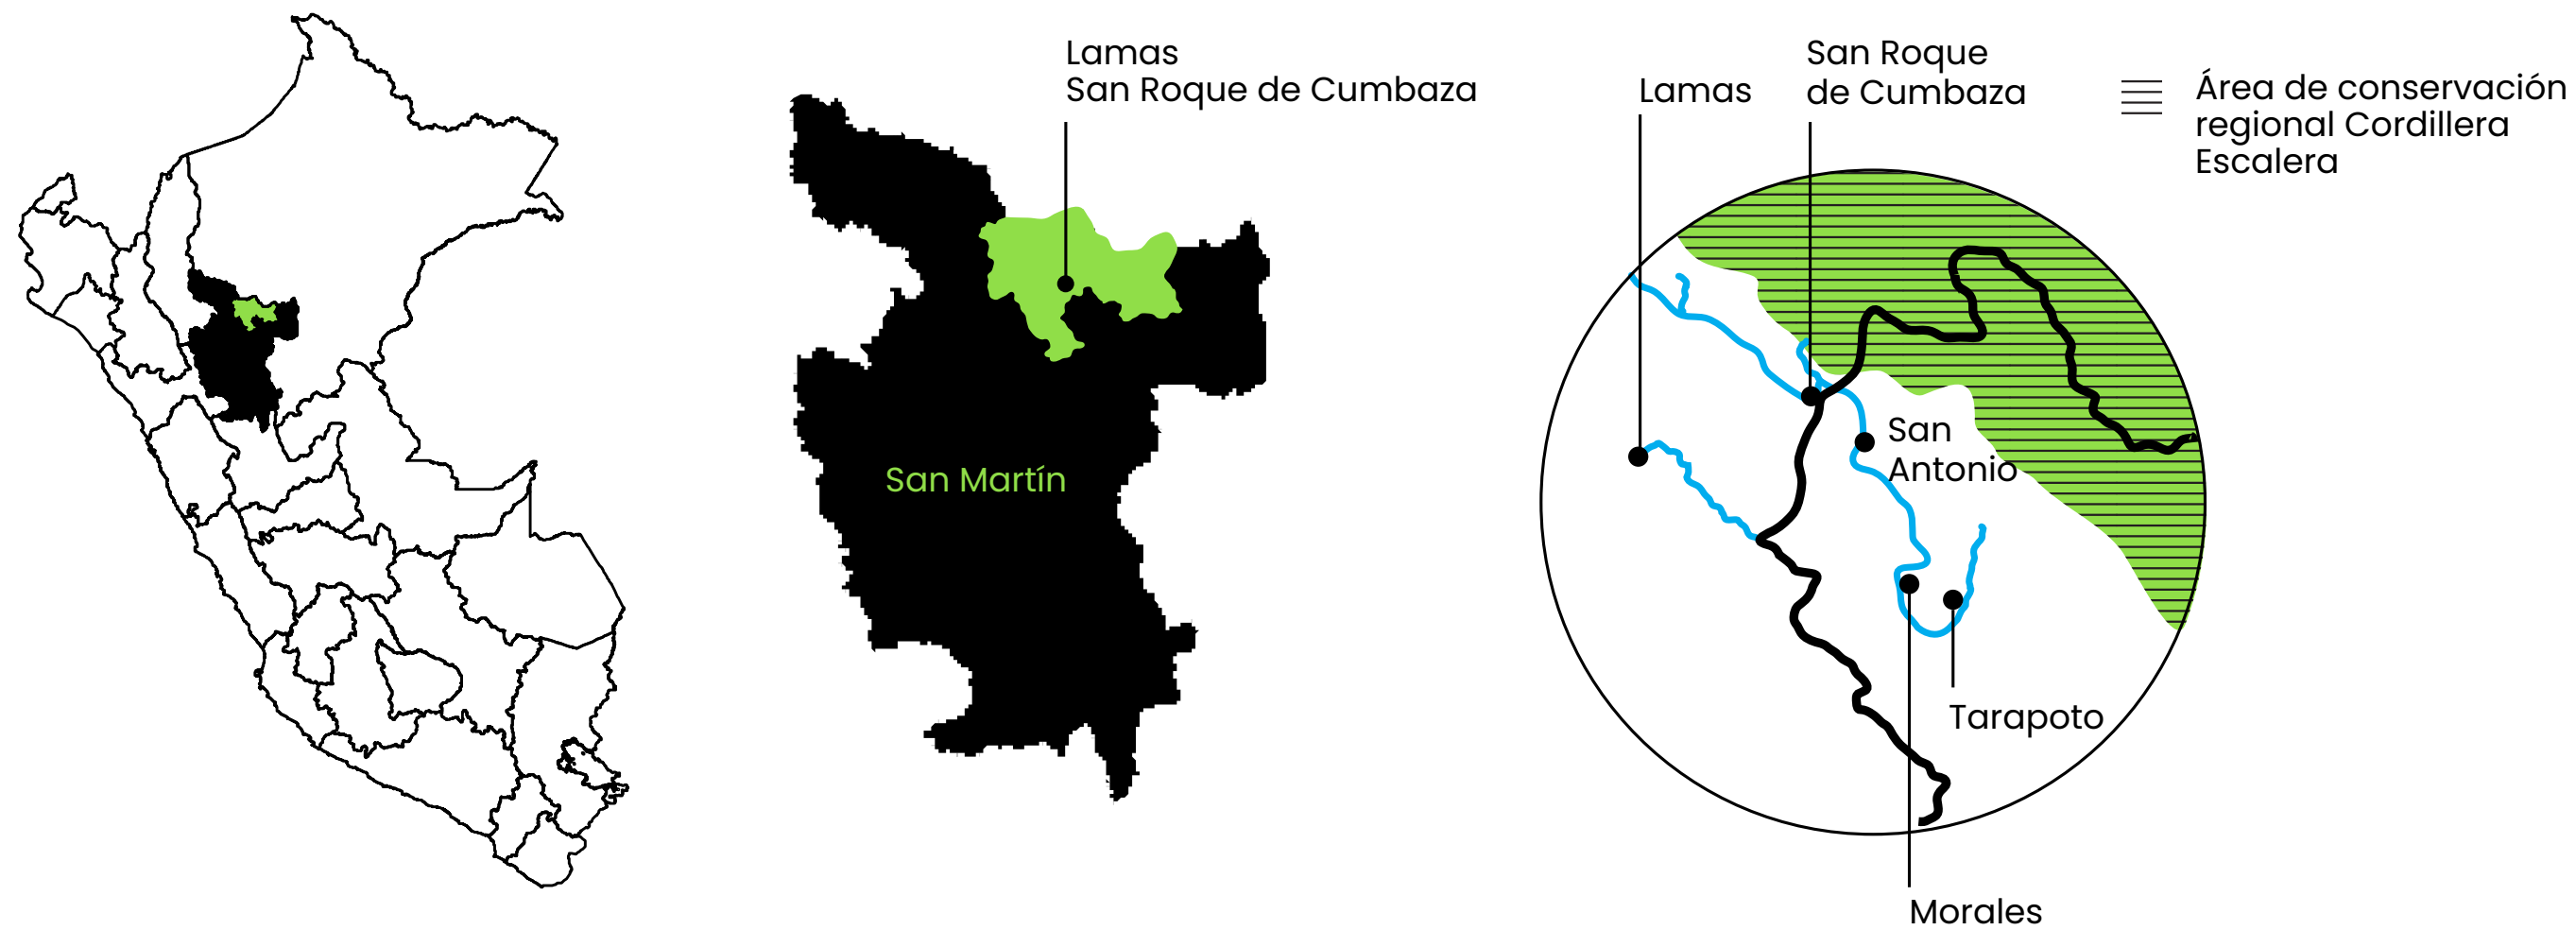 Lamas
San Roque de Cumbaza
San Martín
Lamas
San Roque
de Cumbaza
Área de conservación
regional Cordillera
Escalera
San
Antonio
Tarapoto
Morales